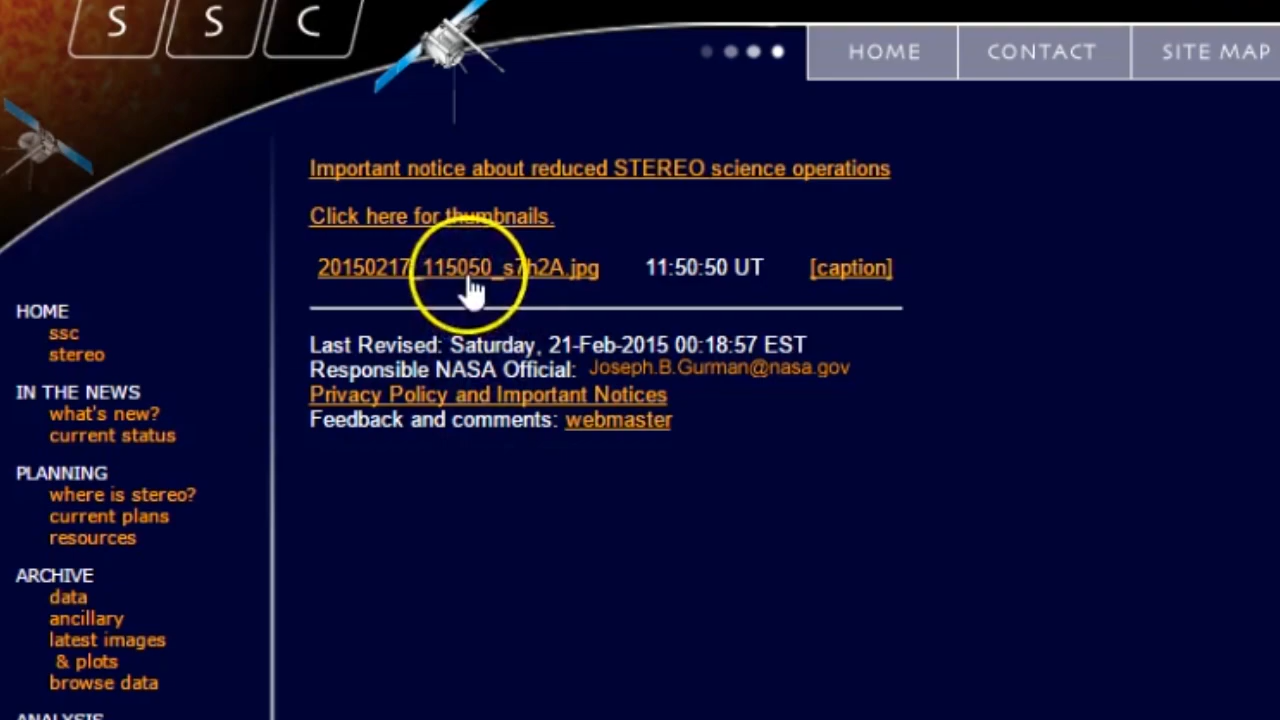 S S C
HOME CONTACT SITE MAP
Important notice about reduced STEREO science operations
Click here for thumbnails.
20150217_115050_s7h2A.jpg 11:50:50 UT [caption]
Last Revised: Saturday, 21-Feb-2015 00:18:57 EST
Responsible NASA Official: Joseph.B.Gurman@nasa.gov
Privacy Policy and Important Notices
Feedback and comments: webmaster
HOME
ssc
stereo
IN THE NEWS
what's new?
current status
PLANNING
where is stereo?
current plans
resources
ARCHIVE
data
ancillary
latest images
& plots
browse data
ANALYSIS